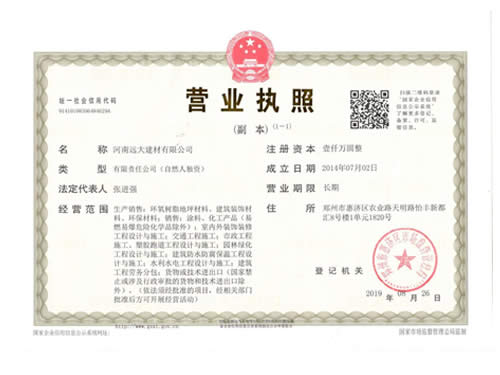 统一社会信用代码
营业执照
(副 本)(1-1)
扫描二维码登录
“国家企业信用
信息公示系统”
了解更多登记、
备案、许可、监
管信息。
名 称 河南远大建材有限公司
类 型 有限责任公司(自然人独资)
法定代表人 张进强
经营范围 生产销售：环氧树脂地坪材料、建筑装饰材
料、环保材料；销售：涂料、化工产品（易
燃易爆危险化学品除外）；室内外装饰装修
工程设计与施工；交通工程施工；市政工程
施工、塑胶跑道工程设计与施工；园林绿化
工程设计与施工；建筑防水防腐保温工程设
计与施工；水利水电工程设计与施工；建筑
工程劳务分包；货物或技术进出口（国家禁
止或涉及行政审批的货物和技术进出口除
外）。（依法须经批准的项目，经相关部门
批准后方可开展经营活动）
注册资本 壹仟万圆整
成立日期 2014年07月02日
营业期限 长期
住 所 郑州市惠济区农业路天明路怡丰新都
汇8号楼1单元1820号
登记机关
2019 08 26
国家企业信用信息公示系统网址：
http://www.gsxt.gov.cn
国家市场监督管理总局监制